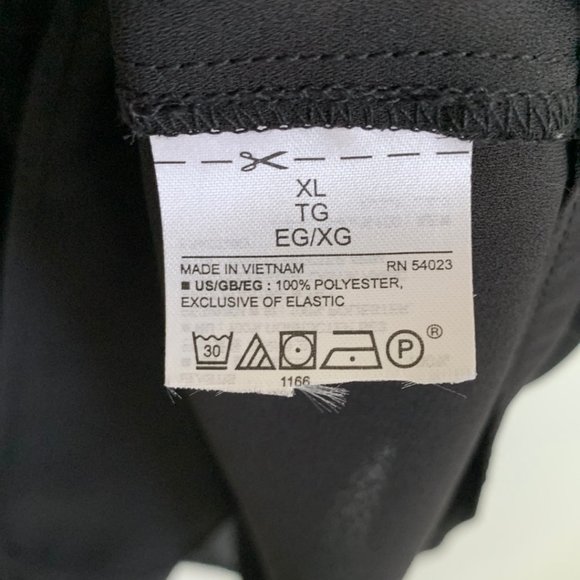 XL
TG
EG/XG
MADE IN VIETNAM RN 54023
■ US/GB/EG : 100% POLYESTER,
EXCLUSIVE OF ELASTIC
30 P ®
1166